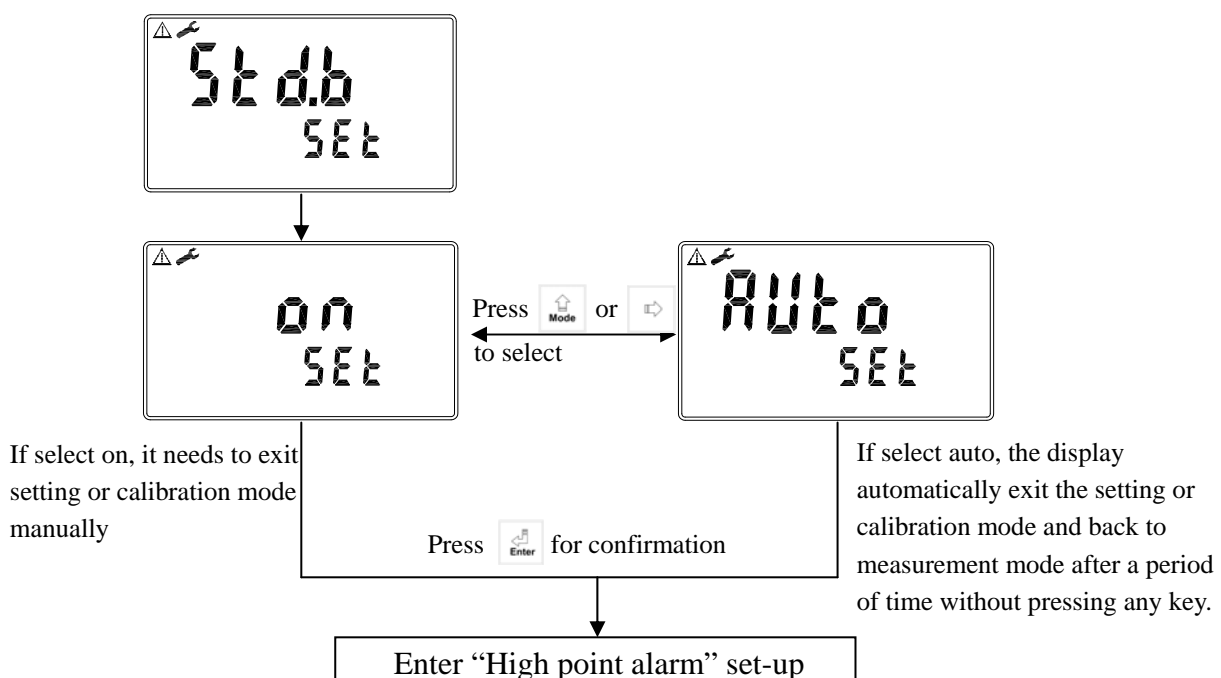 Std.b
SEt
on
SEt
Press Mode or
to select
AUto
SEt
If select on, it needs to exit
setting or calibration mode
manually
If select auto, the display
automatically exit the setting or
calibration mode and back to
measurement mode after a period
of time without pressing any key.
Press Enter for confirmation
Enter “High point alarm” set-up